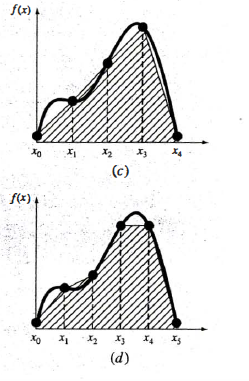 f(x)
x₀ x₁ x₂ x₃ x₄
(c)
f(x)
x₀ x₁ x₂ x₃ x₄ x₅
(d)